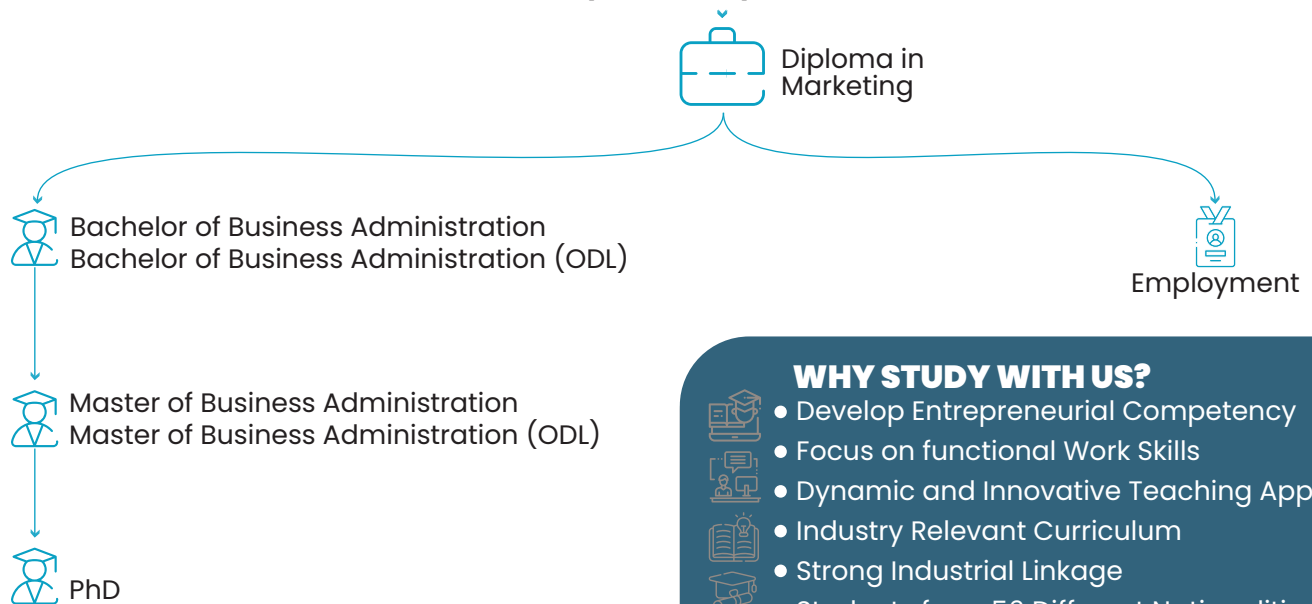 Diploma in
Marketing
Bachelor of Business Administration
Bachelor of Business Administration (ODL)
Employment
Master of Business Administration
Master of Business Administration (ODL)
PhD
WHY STUDY WITH US?
● Develop Entrepreneurial Competency
● Focus on functional Work Skills
● Dynamic and Innovative Teaching App
● Industry Relevant Curriculum
● Strong Industrial Linkage